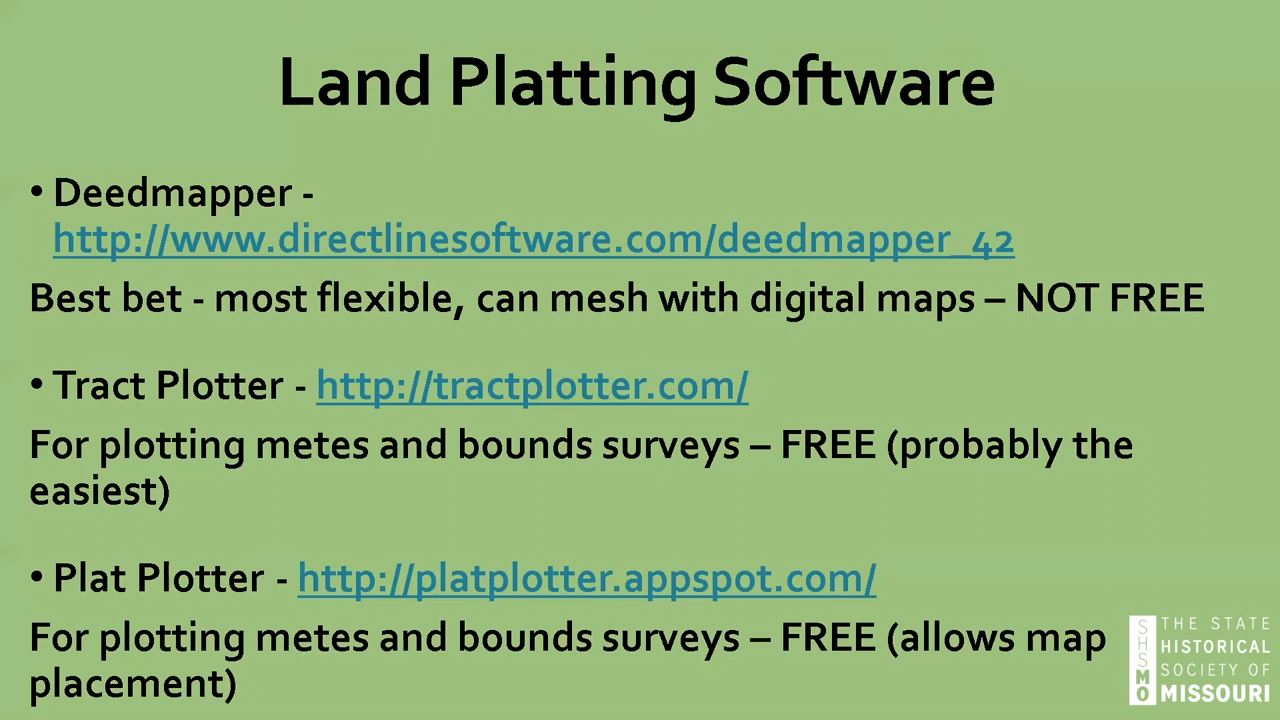 Land Platting Software
• Deedmapper -
http://www.directlinesoftware.com/deedmapper_42
Best bet - most flexible, can mesh with digital maps – NOT FREE
• Tract Plotter - http://tractplotter.com/
For plotting metes and bounds surveys – FREE (probably the
easiest)
• Plat Plotter - http://platplotter.appspot.com/
For plotting metes and bounds surveys – FREE (allows map
placement)
SHSMO
THE STATE
HISTORICAL
SOCIETY OF
MISSOURI